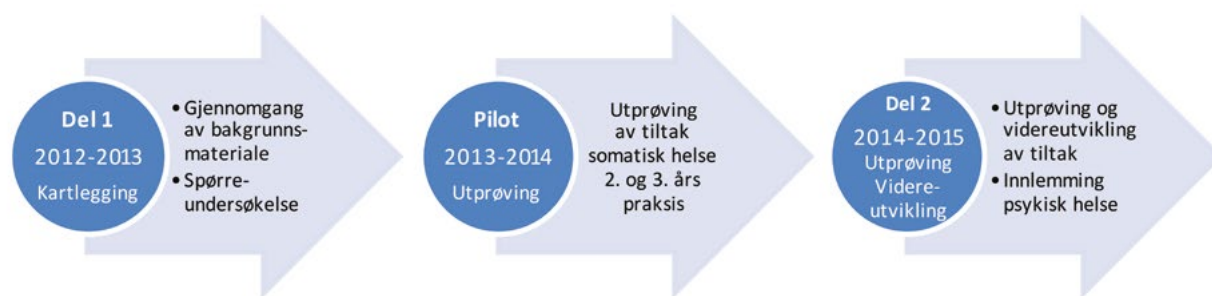 Del 1
2012-2013
Kartlegging
• Gjennomgang
av bakgrunns-
materiale
• Spørre-
undersøkelse
Pilot
2013-2014
Utprøving
Utprøving
av tiltak
somatisk helse
2. og 3. års
praksis
Del 2
2014-2015
Utprøving
Videre-
utvikling
• Utprøving og
videreutvikling
av tiltak
• Innlemming
psykisk helse